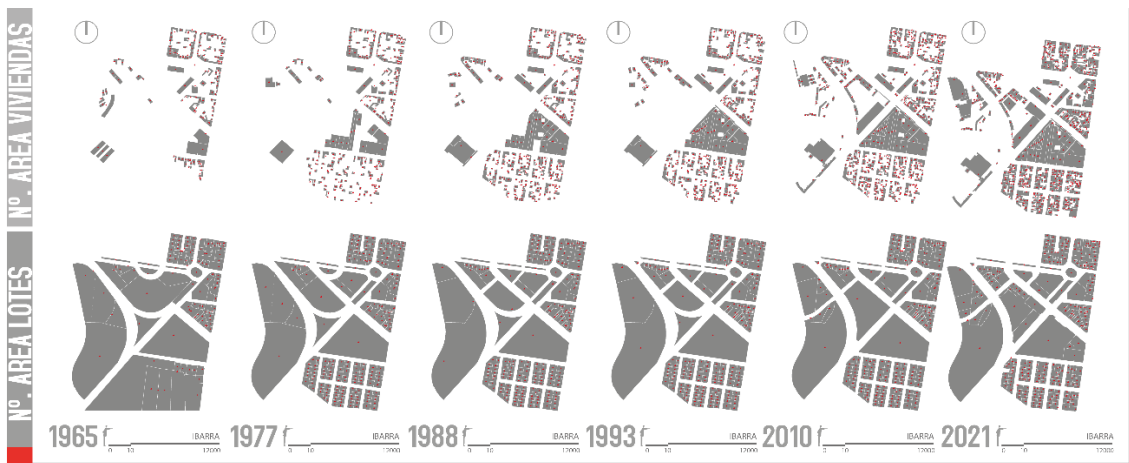 Nº. AREA VIVIENDAS
Nº. AREA LOTES
1965 f
IBARRA
0 10 12000
1977 f
IBARRA
0 10 12000
1988 f
IBARRA
0 10 12000
1993 f
IBARRA
0 10 12000
2010 f
IBARRA
0 10 12000
2021 f
IBARRA
0 10 12000